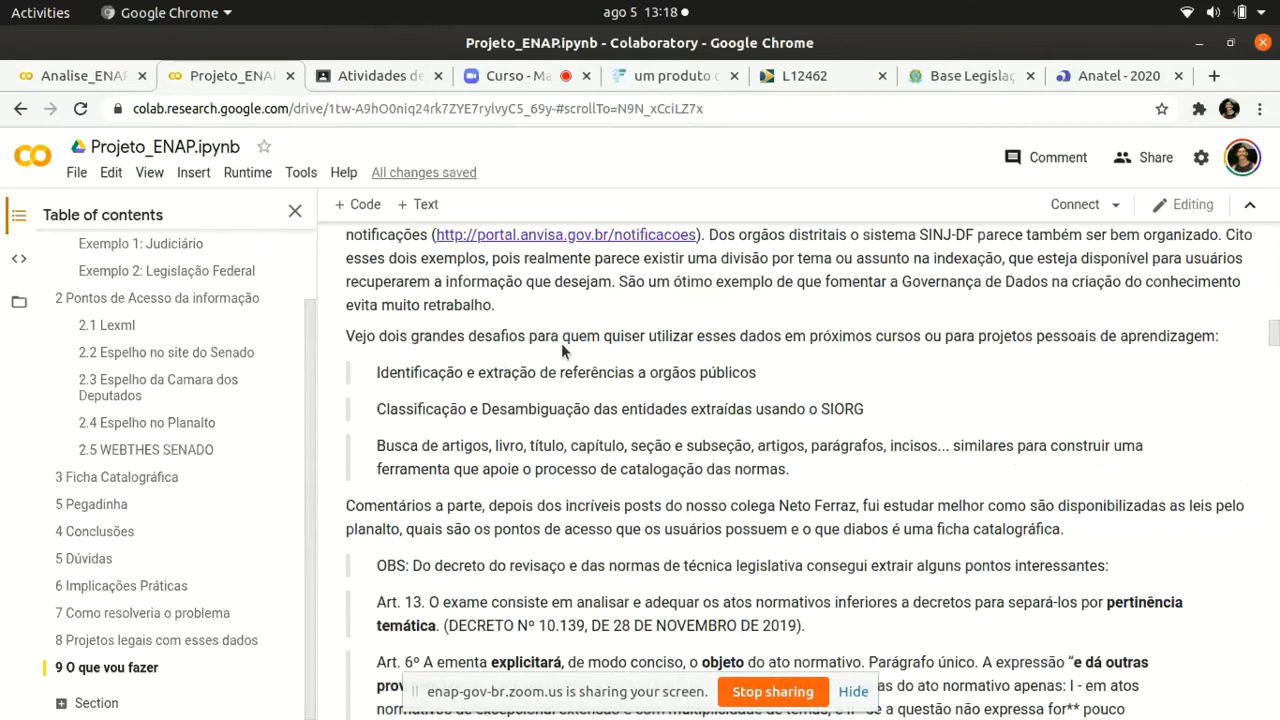 Activities
Google Chrome
ago 5 13:18
Projeto_ENAP.ipynb - Colaboratory - Google Chrome
Analise_ENAP
Projeto_ENAP
Atividades de
Curso - Ma
um produto
L12462
Base Legislaç
Anatel - 2020
colab.research.google.com/drive/1tw-A9hO0niq24rk7ZYE7rylvyC5_69y-#scrollTo=N9N_xCciLZ7x
Projeto_ENAP.ipynb
Comment
Share
File Edit View Insert Runtime Tools Help All changes saved
Table of contents
+ Code + Text
Connect
Editing
Exemplo 1: Judiciário
Exemplo 2: Legislação Federal
2 Pontos de Acesso da informação
2.1 Lexml
2.2 Espelho no site do Senado
2.3 Espelho da Camara dos
Deputados
2.4 Espelho no Planalto
2.5 WEBTHES SENADO
3 Ficha Catalográfica
5 Pegadinha
4 Conclusões
5 Dúvidas
6 Implicações Práticas
7 Como resolveria o problema
8 Projetos legais com esses dados
9 O que vou fazer
Section
notificações (http://portal.anvisa.gov.br/notificacoes). Dos orgãos distritais o sistema SINJ-DF parece também ser bem organizado. Cito
esses dois exemplos, pois realmente parece existir uma divisão por tema ou assunto na indexação, que esteja disponível para usuários
recuperarem a informação que desejam. São um ótimo exemplo de que fomentar a Governança de Dados na criação do conhecimento
evita muito retrabalho.
Vejo dois grandes desafios para quem quiser utilizar esses dados em próximos cursos ou para projetos pessoais de aprendizagem:
Identificação e extração de referências a orgãos públicos
Classificação e Desambiguação das entidades extraídas usando o SIORG
Busca de artigos, livro, título, capítulo, seção e subseção, artigos, parágrafos, incisos... similares para construir uma
ferramenta que apoie o processo de catalogação das normas.
Comentários a parte, depois dos incríveis posts do nosso colega Neto Ferraz, fui estudar melhor como são disponibilizadas as leis pelo
planalto, quais são os pontos de acesso que os usuários possuem e o que diabos é uma ficha catalográfica.
OBS: Do decreto do revisaço e das normas de técnica legislativa consegui extrair alguns pontos interessantes:
Art. 13. O exame consiste em analisar e adequar os atos normativos inferiores a decretos para separá-los por pertinência
temática. (DECRETO Nº 10.139, DE 28 DE NOVEMBRO DE 2019).
Art. 6º A ementa explicitará, de modo conciso, o objeto do ato normativo. Parágrafo único. A expressão “e dá outras
do ato normativo apenas: I - em atos
se a questão não expressa for** pouco
enap-gov-br.zoom.us is sharing your screen.
Stop sharing
Hide